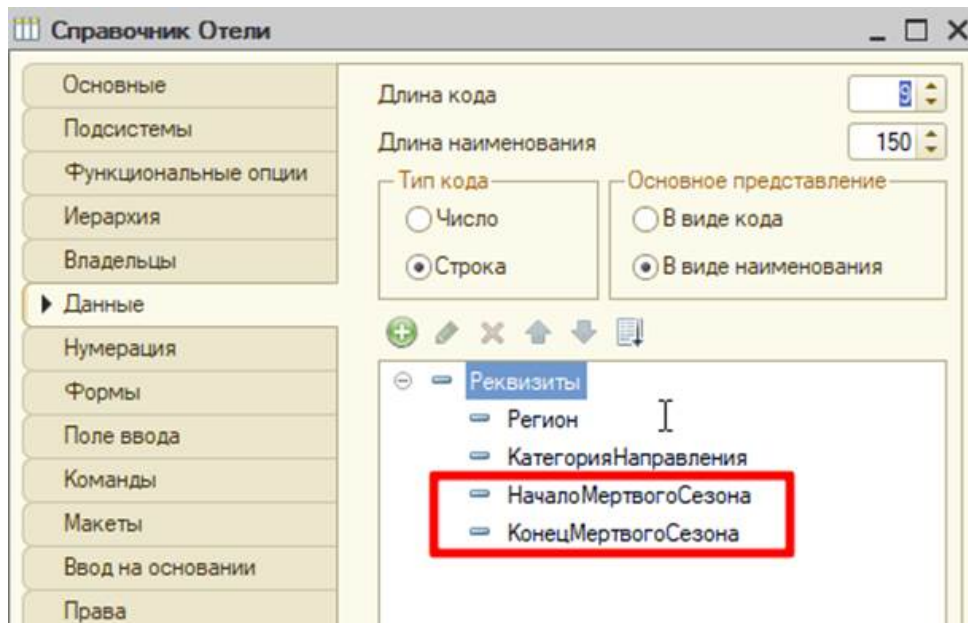 Справочник Отели
Основные
Подсистемы
Функциональные опции
Иерархия
Владельцы
Данные
Нумерация
Формы
Поле ввода
Команды
Макеты
Ввод на основании
Права
Длина кода 9
Длина наименования 150
Тип кода
Число
Строка
Основное представление
В виде кода
В виде наименования
Реквизиты
Регион
КатегорияНаправления
НачалоМертвогоСезона
КонецМертвогоСезона